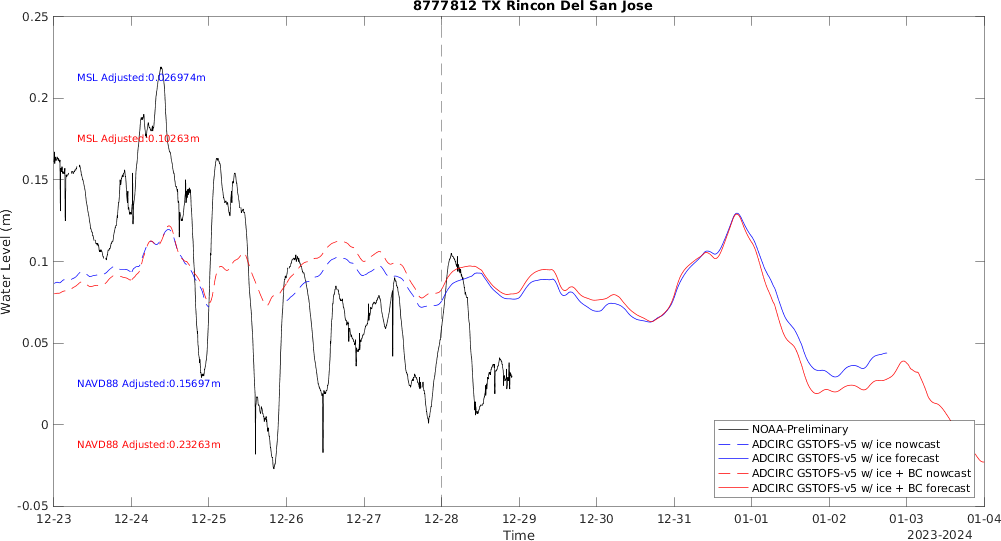 8777812 TX Rincon Del San Jose
0.25
0.2
0.15
0.1
0.05
0
-0.05
Water Level (m)
MSL Adjusted:0.026974m
MSL Adjusted:0.10263m
NAVD88 Adjusted:0.15697m
NAVD88 Adjusted:0.23263m
NOAA-Preliminary
ADCIRC GSTOFS-v5 w/ ice nowcast
ADCIRC GSTOFS-v5 w/ ice forecast
ADCIRC GSTOFS-v5 w/ ice + BC nowcast
ADCIRC GSTOFS-v5 w/ ice + BC forecast
12-23 12-24 12-25 12-26 12-27 12-28 12-29 12-30 12-31 01-01 01-02 01-03 01-04
Time
2023-2024